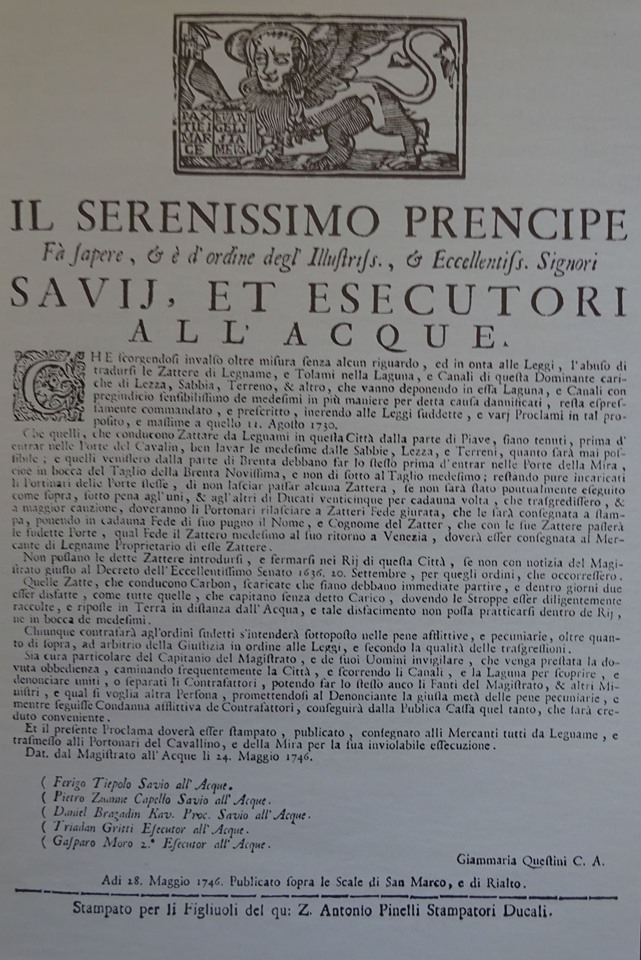 PAX EVAN
TIBI GELI
MAR STA
CE MEUS
IL SERENISSIMO PRENCIPE
Fà sapere, & è d'ordine degl' Illustriss., & Eccellentiss. Signori
SAVIJ, ET ESECUTORI
ALL' ACQUE.
CHE scorgendosi invalso oltre misura senza alcun riguardo, ed in onta alle Leggi, l'abuso di
tradursi le Zattere di Legname, e Tolami nella Laguna, e Canali di questa Dominante cari-
che di Lezza, Sabbia, Terreno, & altro, che vanno deponendo in essa Laguna, e Canali con
pregiudicio sensibilissimo de medesimi in più maniere per detta causa dannificati, resta espres-
samente commandato, e prescritto, inerendo alle Leggi suddette, e varj Proclami in tal pro-
posito, e massime a quello 11. Agosto 1730.
Che quelli, che conducono Zattare da Legnami in questa Città dalla parte di Piave, siano tenuti, prima d'
entrar nelle Porte del Cavalin, ben lavar le medesime dalle Sabbie, Lezza, e Terreni, quanto sarà mai pos-
sibile; e quelli venissero dalla parte di Brenta debbano far lo stesso prima d'entrar nelle Porte della Mira,
cioè in bocca del Taglio della Brenta Novissima, e non di sotto al Taglio medesimo; restando pure incaricati
li Portinari delle Porte stesse, di non lasciar passar alcuna Zattera, se non sarà stato pontualmente eseguito
come sopra, sotto pena agl'uni, & agl'altri di Ducati venticinque per cadauna volta, che trasgredissero, &
a maggior cauzione, doveranno li Portonari rilasciare a Zatteri Fede giurata, che le sarà consegnata a stam-
pa, ponendo in cadauna Fede di suo pugno il Nome, e Cognome del Zatter, che con le sue Zattere passerà
le sudette Porte, qual Fede il Zattero medesimo al suo ritorno a Venezia, doverà esser consegnata al Mer-
cante di Legname Proprietario di esse Zattere.
Non possano le dette Zattere introdursi, e fermarsi nei Rij di questa Città, se non con notizia del Magi-
strato giusto al Decreto dell'Eccellentissimo Senato 1636. 20. Settembre, per quegli ordini, che occorressero.
Quelle Zatte, che conducono Carbon, scaricate che siano debbano immediate partire, e dentro giorni due
esser disfatte, come tutte quelle, che capitano senza detto Carico, dovendo le Stroppe esser diligentemente
raccolte, e riposte in Terra in distanza dall'Acqua, e tale disfacimento non possa pratticarsi dentro de Rij,
ne in bocca de medesimi.
Chiunque contrafarà agl'ordini sudetti s'intenderà sottoposto nelle pene afflittive, e pecuniarie, oltre quan-
to di sopra, ad arbitrio della Giustizia in ordine alle Leggi, e secondo la qualità delle trasgressioni.
Sia cura particolare del Capitanio del Magistrato, e de suoi Uomini invigilare, che venga prestata la do-
vuta obbedienza, caminando frequentemente la Città, e scorrendo li Canali, e la Laguna per scoprire, e
denonciare uniti, o separati li Contrafattori, potendo far lo stesso anco li Fanti del Magistrato, & altri Mi-
nistri, e qual si voglia altra Persona, promettendosi al Denonciante la giusta metà delle pene pecuniarie, e
mentre seguisse Condanna afflittiva de Contrafattori, conseguirà dalla Publica Cassa quel tanto, che sarà cre-
duto conveniente.
Et il presente Proclama doverà esser stampato, publicato, consegnato alli Mercanti tutti da Legname, e
trasmesso alli Portonari del Cavallino, e della Mira per la sua inviolabile essecuzione.
Dat. dal Magistrato all'Acque li 24. Maggio 1746.
( Ferigo Tiepolo Savio all' Acque.
( Pietro Zuanne Capello Savio all' Acque.
( Daniel Bragadin Kav. Proc. Savio all' Acque.
( Triadan Gritti Esecutor all' Acque.
( Gasparo Moro 2.° Esecutor all' Acque.
Giammaria Questini C. A.
Adi 28. Maggio 1746. Publicato sopra le Scale di San Marco, e di Rialto.
Stampato per li Figliuoli del qu: Z. Antonio Pinelli Stampatori Ducali.